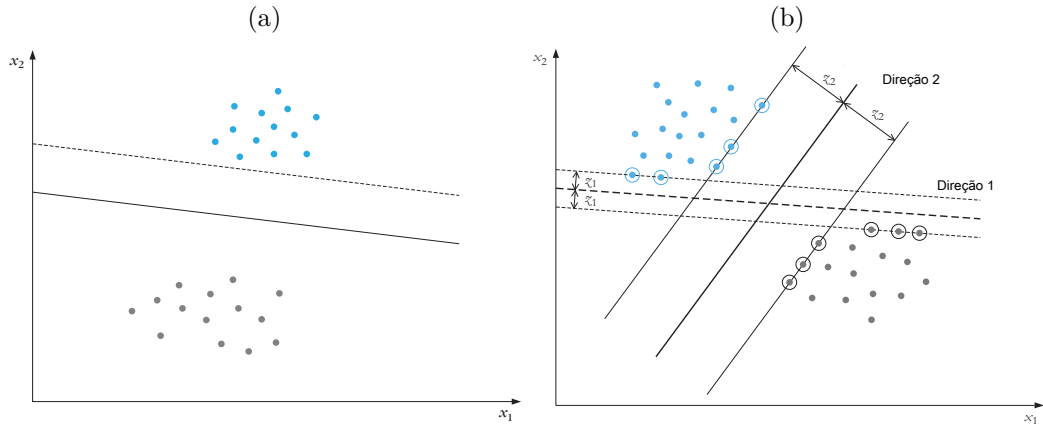 (a)
x₂
x₁
(b)
x₂
z₂
Direção 2
z₂
z₁
Direção 1
z₁
x₁